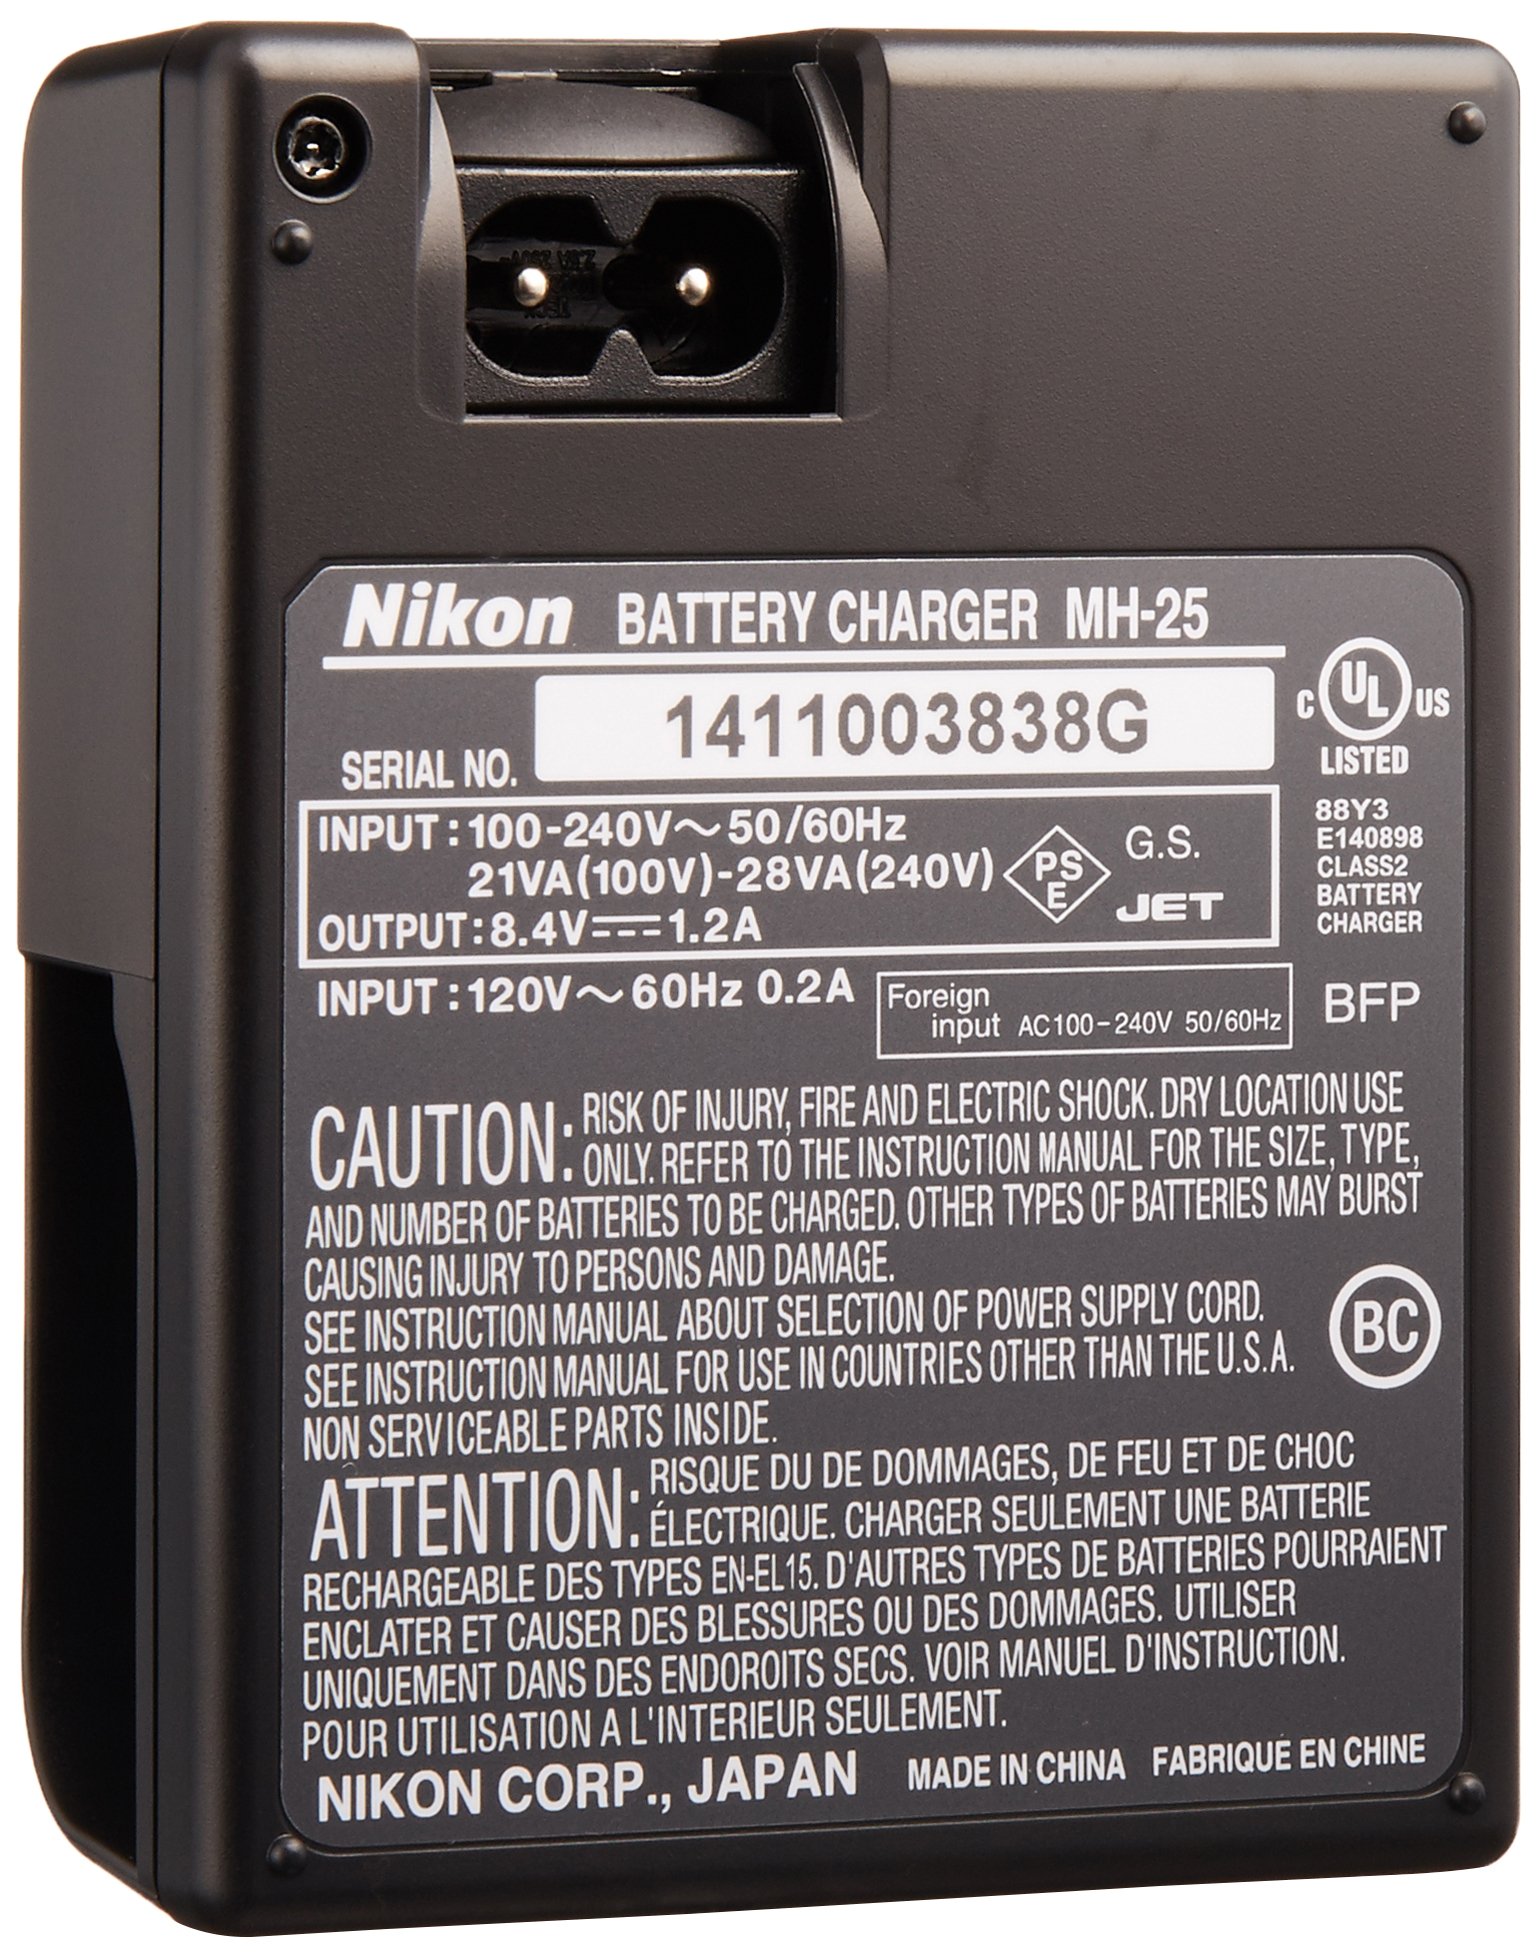 Nikon BATTERY CHARGER MH-25
SERIAL NO. 1411003838G
C UL US
LISTED
INPUT : 100-240V～50/60Hz
21VA(100V)-28VA(240V)
OUTPUT : 8.4V⎓1.2A
PS
E
G.S.
JET
88Y3
E140898
CLASS2
BATTERY
CHARGER
INPUT : 120V～60Hz 0.2A
Foreign
input AC100-240V 50/60Hz
BFP
CAUTION: RISK OF INJURY, FIRE AND ELECTRIC SHOCK. DRY LOCATION USE
ONLY. REFER TO THE INSTRUCTION MANUAL FOR THE SIZE, TYPE,
AND NUMBER OF BATTERIES TO BE CHARGED. OTHER TYPES OF BATTERIES MAY BURST
CAUSING INJURY TO PERSONS AND DAMAGE.
SEE INSTRUCTION MANUAL ABOUT SELECTION OF POWER SUPPLY CORD.
SEE INSTRUCTION MANUAL FOR USE IN COUNTRIES OTHER THAN THE U.S.A.
NON SERVICEABLE PARTS INSIDE.
BC
ATTENTION: RISQUE DU DE DOMMAGES, DE FEU ET DE CHOC
ÉLECTRIQUE. CHARGER SEULEMENT UNE BATTERIE
RECHARGEABLE DES TYPES EN-EL15. D'AUTRES TYPES DE BATTERIES POURRAIENT
ENCLATER ET CAUSER DES BLESSURES OU DES DOMMAGES. UTILISER
UNIQUEMENT DANS DES ENDOROITS SECS. VOIR MANUEL D'INSTRUCTION.
POUR UTILISATION A L'INTERIEUR SEULEMENT.
NIKON CORP., JAPAN MADE IN CHINA FABRIQUE EN CHINE